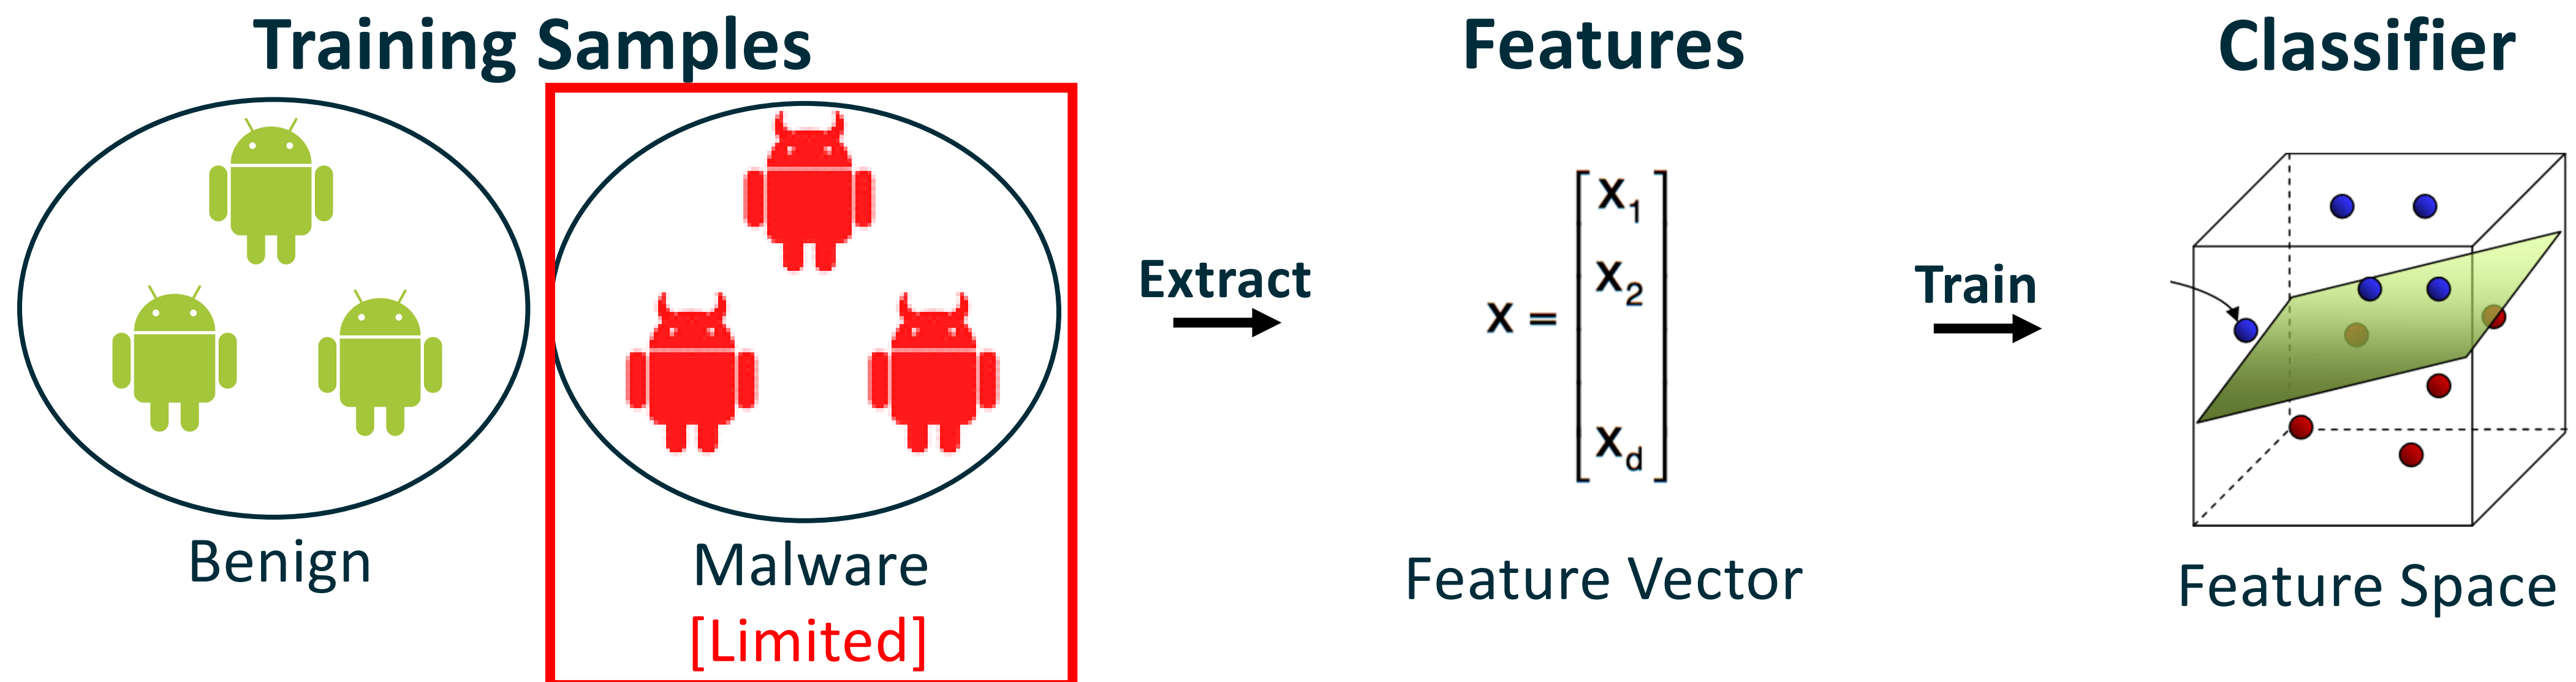 Training Samples
Features
Classifier
Benign
Malware
[Limited]
Extract
X =
X1
X2
Xd
Feature Vector
Train
Feature Space